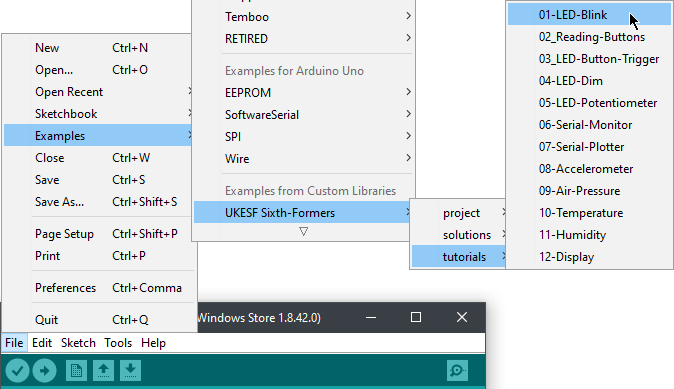 New Ctrl+N
Open... Ctrl+O
Open Recent
Sketchbook
Examples
Close Ctrl+W
Save Ctrl+S
Save As... Ctrl+Shift+S
Page Setup Ctrl+Shift+P
Print Ctrl+P
Preferences Ctrl+Comma
Quit Ctrl+Q
Temboo
RETIRED
Examples for Arduino Uno
EEPROM
SoftwareSerial
SPI
Wire
Examples from Custom Libraries
UKESF Sixth-Formers
project
solutions
tutorials
01-LED-Blink
02_Reading-Buttons
03_LED-Button-Trigger
04-LED-Dim
05-LED-Potentiometer
06-Serial-Monitor
07-Serial-Plotter
08-Accelerometer
09-Air-Pressure
10-Temperature
11-Humidity
12-Display
Windows Store 1.8.42.0)
File Edit Sketch Tools Help